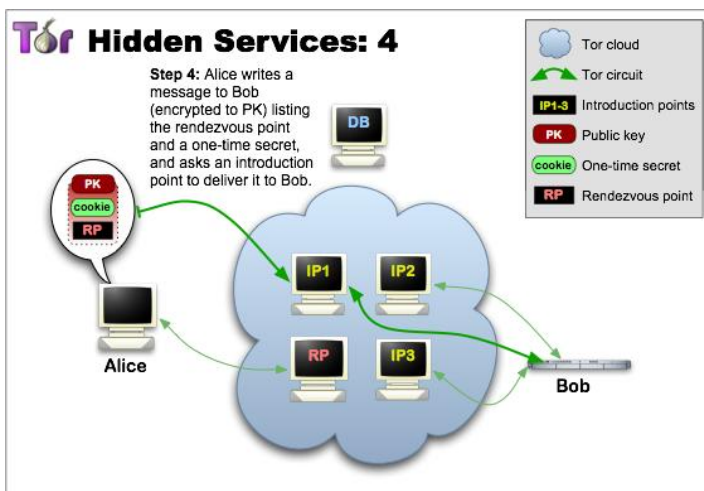 Tor Hidden Services: 4
Step 4: Alice writes a
message to Bob
(encrypted to PK) listing
the rendezvous point
and a one-time secret,
and asks an introduction
point to deliver it to Bob.
DB
Tor cloud
Tor circuit
IP1-3 Introduction points
PK Public key
cookie One-time secret
RP Rendezvous point
PK
cookie
RP
IP1
IP2
RP
IP3
Alice
Bob